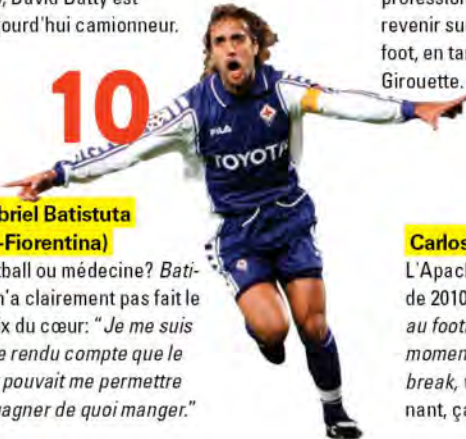 David Batty est
ourd'hui camionneur.
10
briel Batistuta
-Fiorentina)
tball ou médecine? Bati-
n'a clairement pas fait le
x du cœur: "Je me suis
e rendu compte que le
pouvait me permettre
agner de quoi manger."
FILA
TOYOTA
profession
revenir su
foot, en ta
Girouette.
Carlos
L'Apach
de 2010
au foot
momen
break,
nant, ça